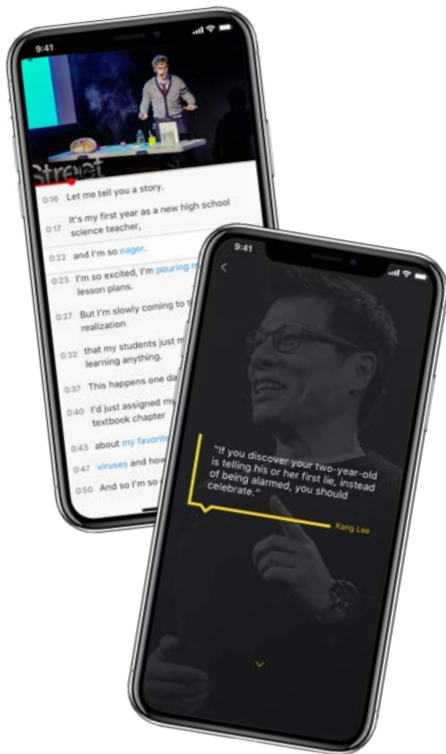 9:41
Street
0:16 Let me tell you a story.
0:17 It's my first year as a new high school
science teacher,
0:22 and I'm so eager.
0:23 I'm so excited, I'm pouring
lesson plans.
0:27 But I'm slowly coming to
realization
0:32 that my students just
learning anything.
0:37 This happens one
0:40 I'd just assigned my
textbook chapter
0:43 about my favorite
0:47 viruses and how
0:50 And so I'm so
9:41
"If you discover your two-year-old
is telling his or her first lie, instead
of being alarmed, you should
celebrate."
Kang Lee